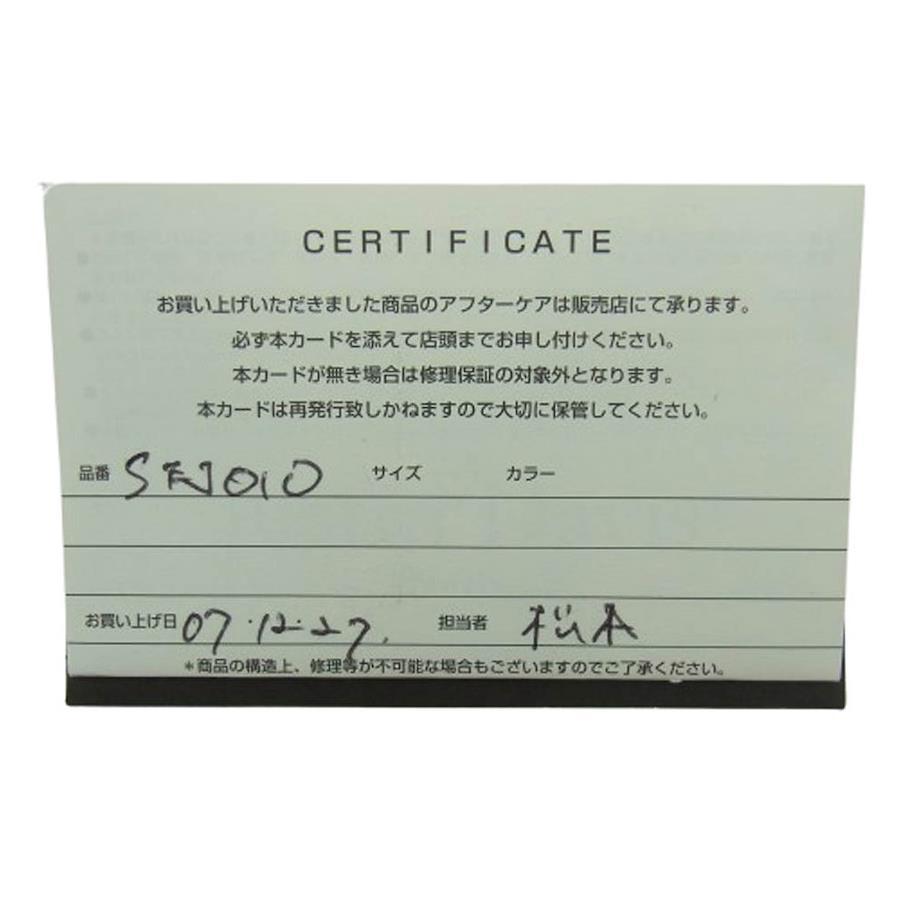 CERTIFICATE
お買い上げいただきました商品のアフターケアは販売店にて承ります。
必ず本カードを添えて店頭までお申し付けください。
本カードが無き場合は修理保証の対象外となります。
本カードは再発行致しかねますので大切に保管してください。
品番 SEJ010 サイズ カラー
お買い上げ日 07.12.27. 担当者 松本
*商品の構造上、修理等が不可能な場合もございますのでご了承ください。